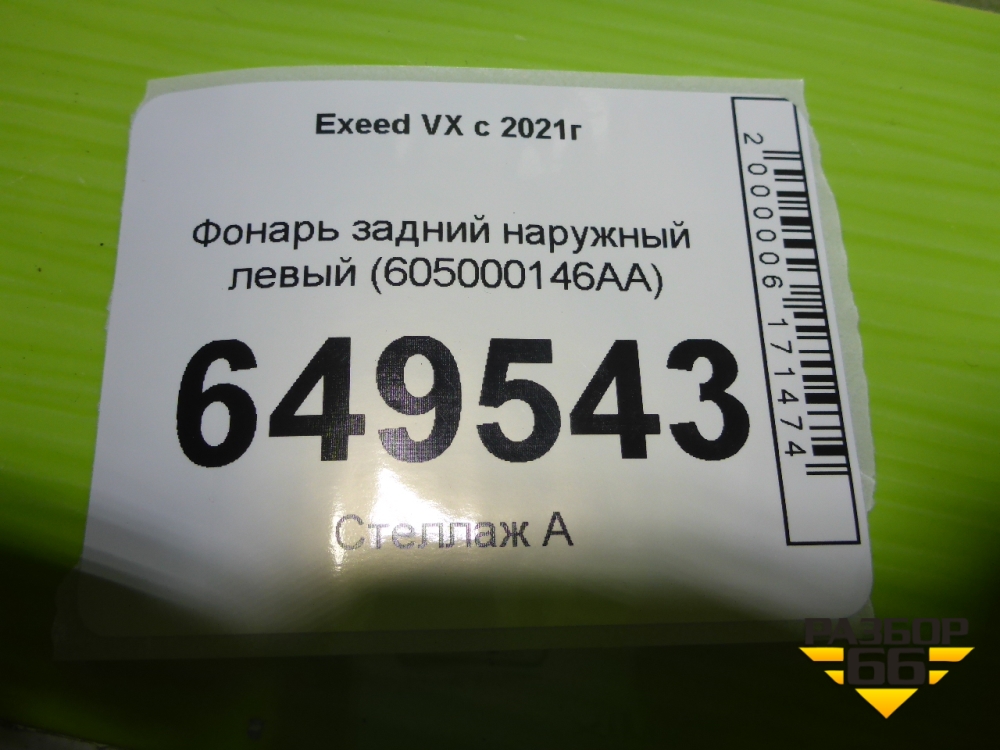 Exeed VX с 2021г
Фонарь задний наружный
левый (605000146AA)
649543
Стеллаж А
2000006171474
РАЗБОР
66